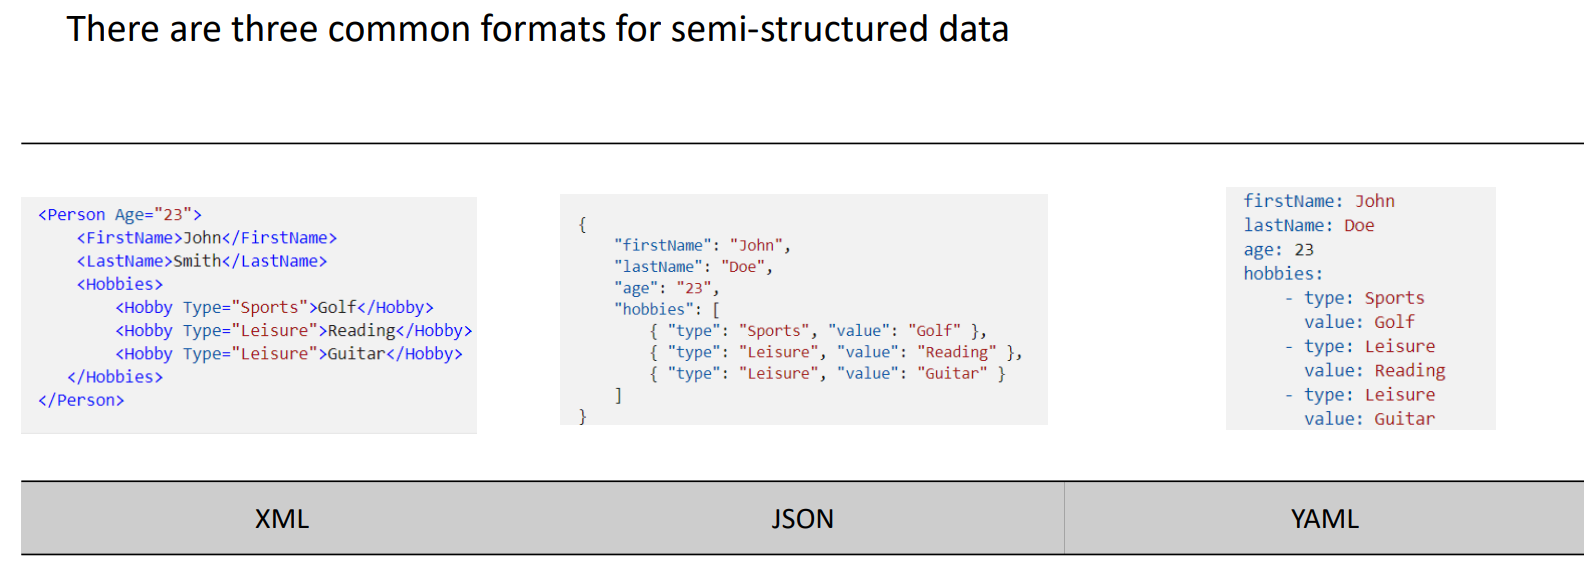 There are three common formats for semi-structured data
<Person Age="23">
    <FirstName>John</FirstName>
    <LastName>Smith</LastName>
    <Hobbies>
        <Hobby Type="Sports">Golf</Hobby>
        <Hobby Type="Leisure">Reading</Hobby>
        <Hobby Type="Leisure">Guitar</Hobby>
   </Hobbies>
</Person>
{
    "firstName": "John",
    "lastName": "Doe",
    "age": "23",
    "hobbies": [
        { "type": "Sports", "value": "Golf" },
        { "type": "Leisure", "value": "Reading" },
        { "type": "Leisure", "value": "Guitar" }
    ]
}
firstName: John
lastName: Doe
age: 23
hobbies:
    - type: Sports
      value: Golf
    - type: Leisure
      value: Reading
    - type: Leisure
      value: Guitar
XML
JSON
YAML